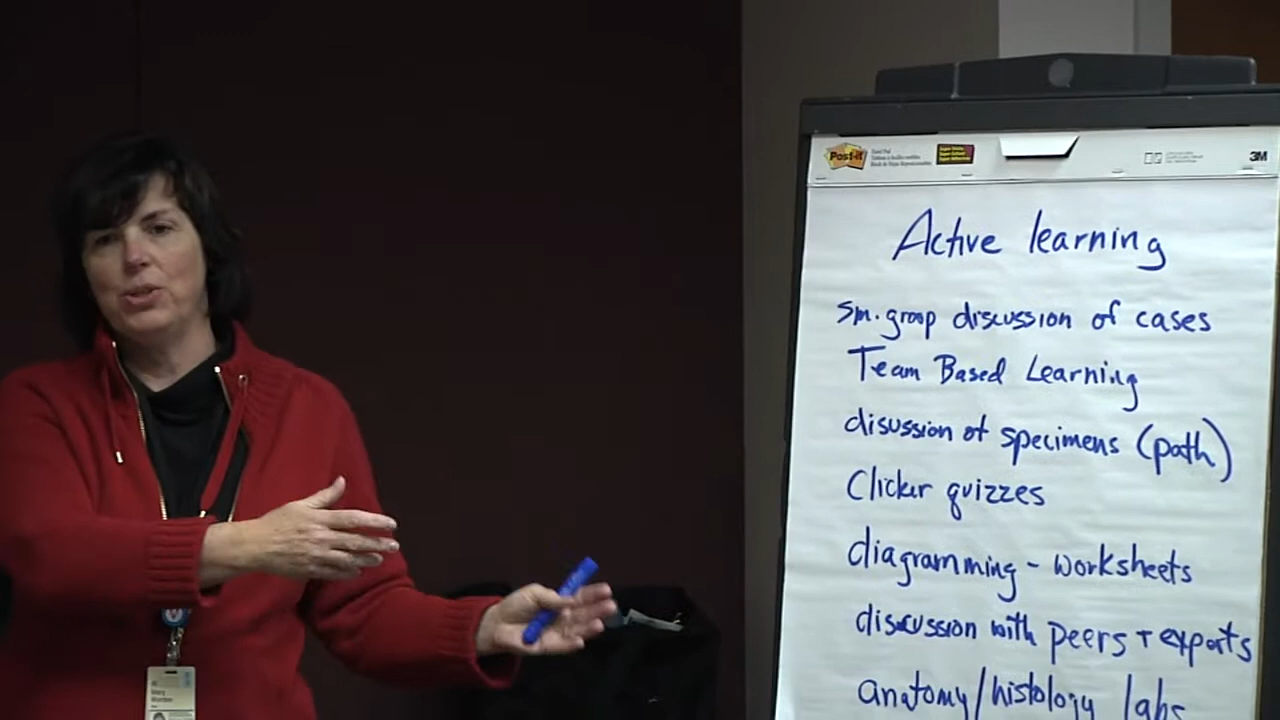 Post-it
3M
Active learning
sm. group discussion of cases
Team Based Learning
disussion of specimens (path)
Clicker quizzes
diagramming - worksheets
discussion with peers + experts
anatomy/histology labs